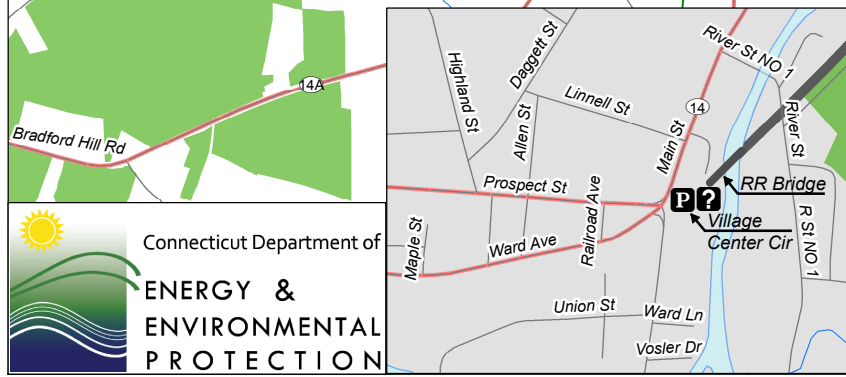 14A
Bradford Hill Rd
Connecticut Department of
ENERGY &
ENVIRONMENTAL
PROTECTION
Highland St
Daggett St
River St NO 1
Linnell St
14
Allen St
Main St
River St
Prospect St
P ?
RR Bridge
Village
Center Cir
Railroad Ave
R St NO 1
Maple St
Ward Ave
Union St
Ward Ln
Vosler Dr